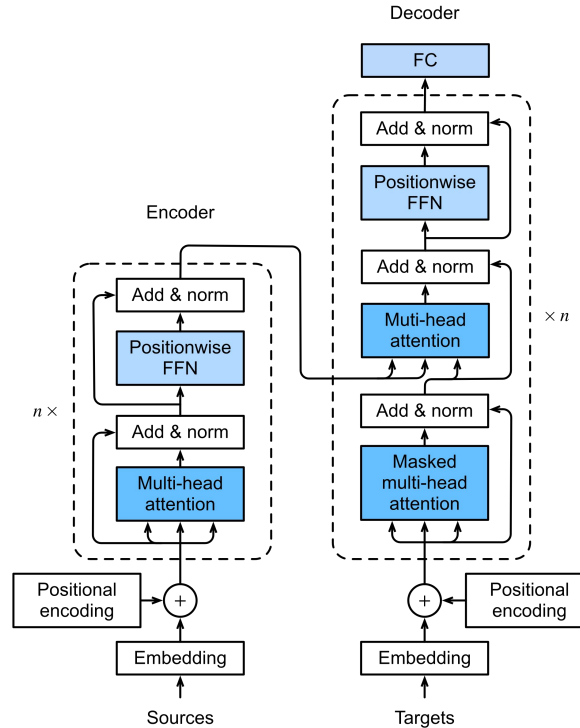 Decoder
FC
Add & norm
Positionwise
FFN
Add & norm
Muti-head
attention
× n
Add & norm
Masked
multi-head
attention
Positional
encoding
+
Embedding
Targets
Encoder
Add & norm
Positionwise
FFN
n ×
Add & norm
Multi-head
attention
Positional
encoding
+
Embedding
Sources